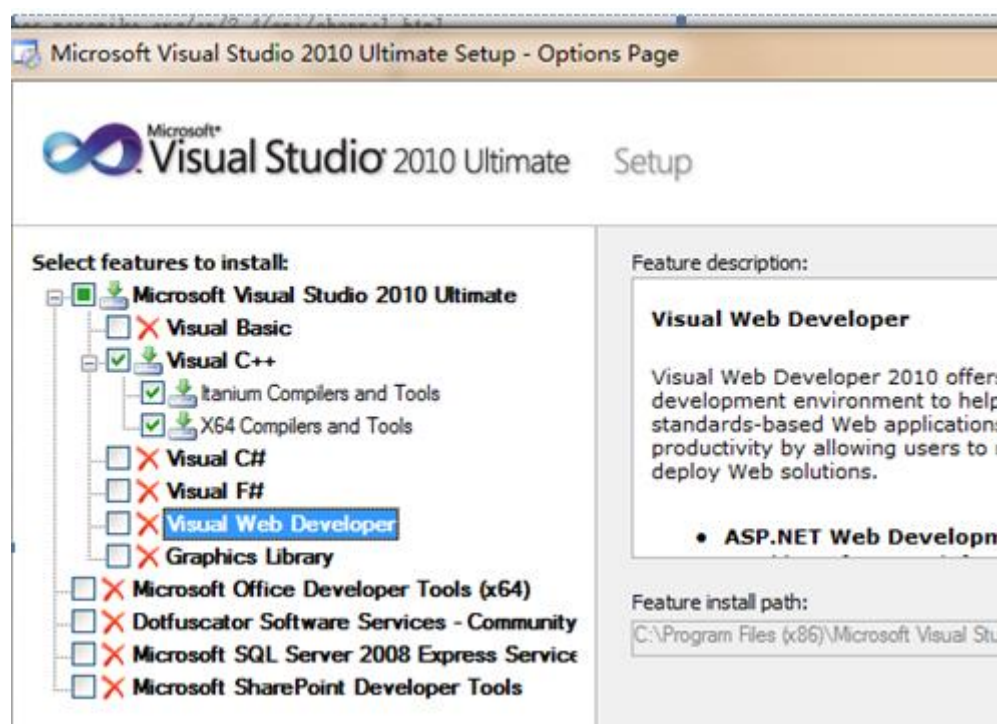 Microsoft Visual Studio 2010 Ultimate Setup - Options Page
Microsoft®
Visual Studio 2010 Ultimate Setup
Select features to install:
Microsoft Visual Studio 2010 Ultimate
Visual Basic
Visual C++
Itanium Compilers and Tools
X64 Compilers and Tools
Visual C#
Visual F#
Visual Web Developer
Graphics Library
Microsoft Office Developer Tools (x64)
Dotfuscator Software Services - Community
Microsoft SQL Server 2008 Express Service
Microsoft SharePoint Developer Tools
Feature description:
Visual Web Developer
Visual Web Developer 2010 offers
development environment to help
standards-based Web applications
productivity by allowing users to
deploy Web solutions.
• ASP.NET Web Developm
Feature install path:
C:\Program Files (x86)\Microsoft Visual Stu